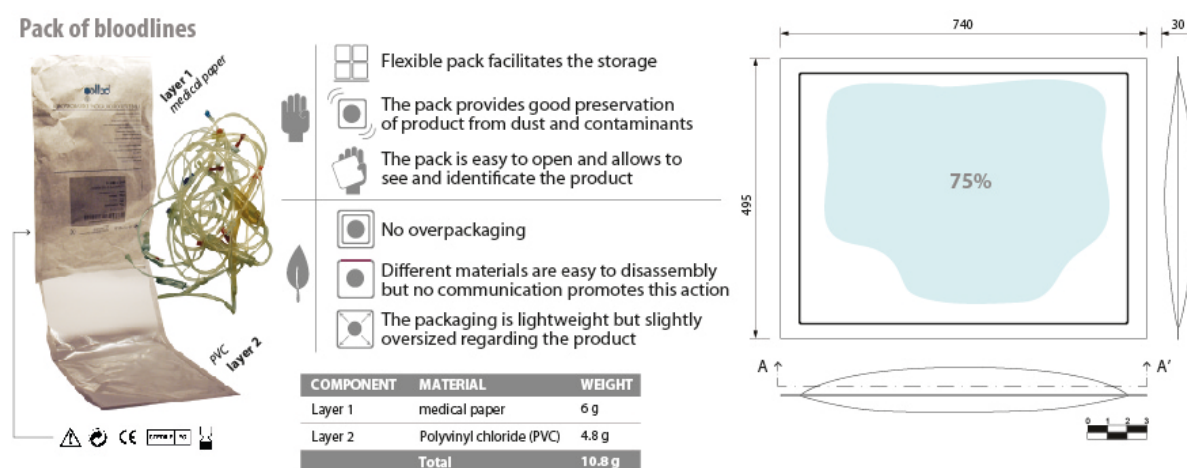 Pack of bloodlines
layer 1
medical paper
PVC
layer 2
Flexible pack facilitates the storage
The pack provides good preservation
of product from dust and contaminants
The pack is easy to open and allows to
see and identificate the product
No overpackaging
Different materials are easy to disassembly
but no communication promotes this action
The packaging is lightweight but slightly
oversized regarding the product
COMPONENT MATERIAL WEIGHT
Layer 1 medical paper 6 g
Layer 2 Polyvinyl chloride (PVC) 4.8 g
Total 10.8 g
740
30
495
75%
A A'
0 1 2 3